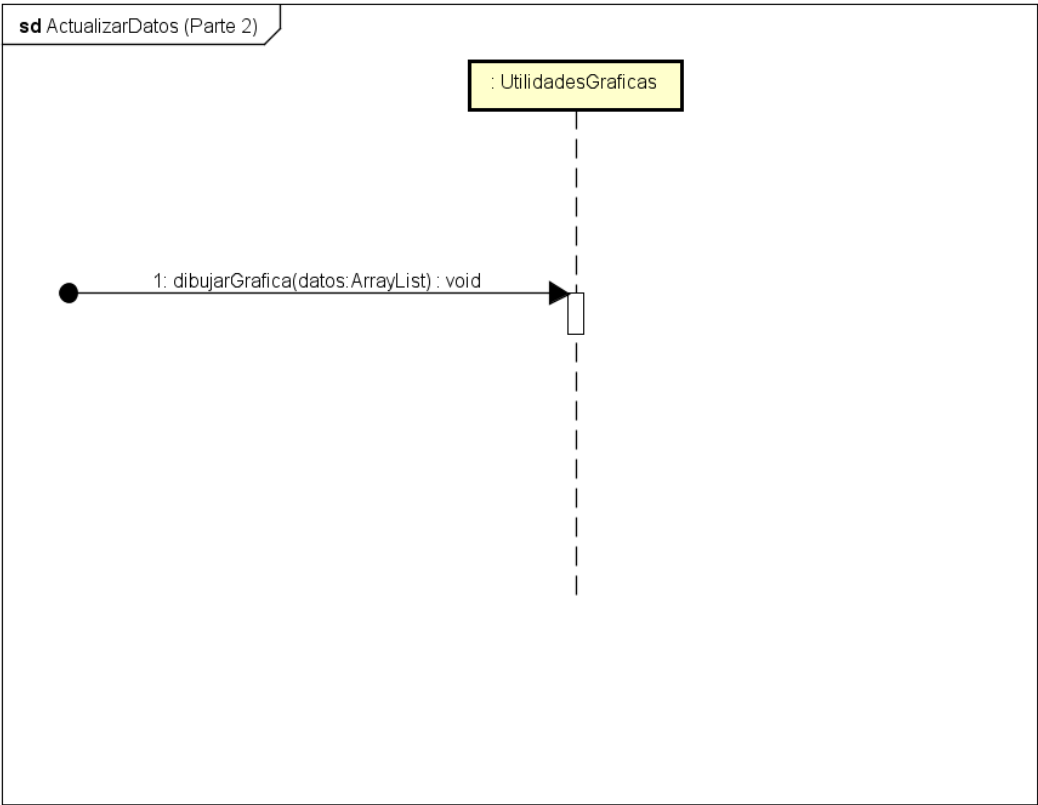 sd ActualizarDatos (Parte 2)
: UtilidadesGraficas
1: dibujarGrafica(datos:ArrayList) : void